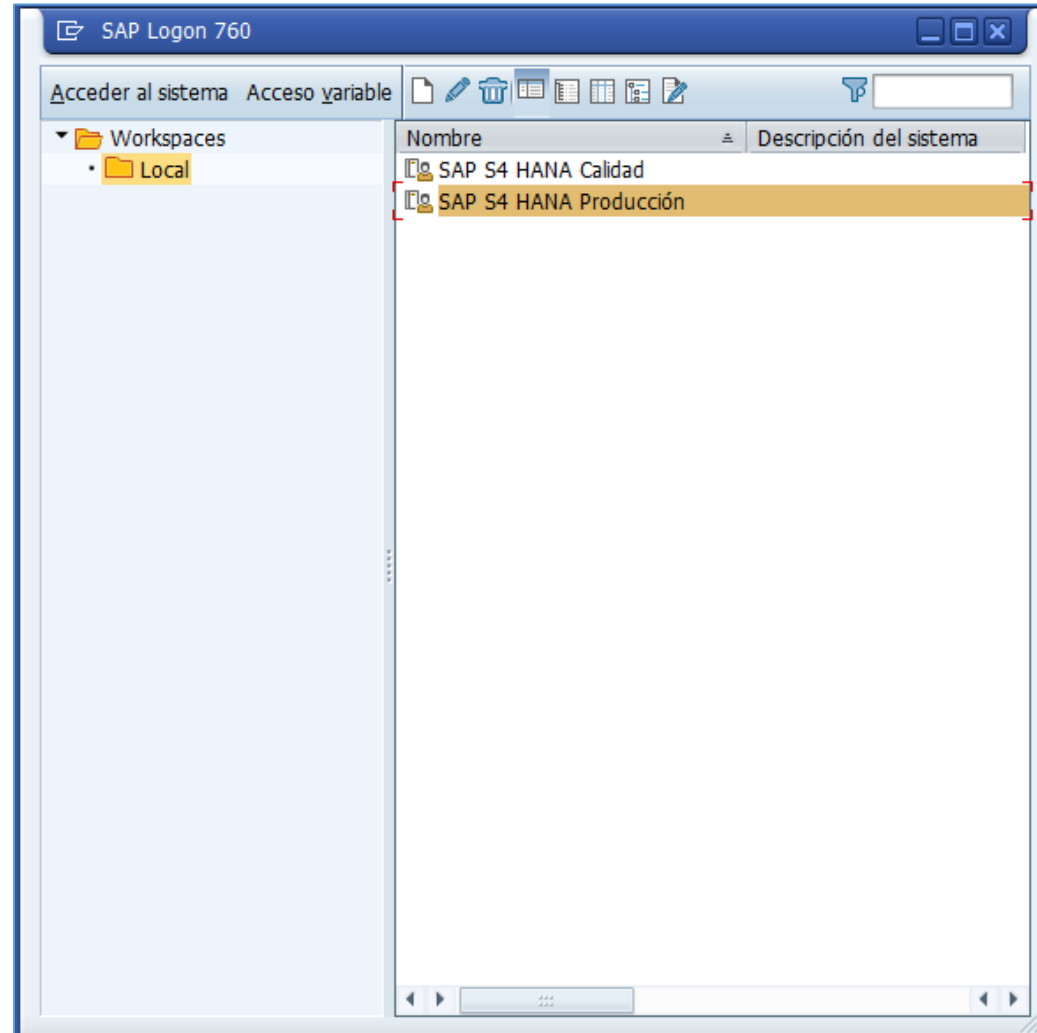 SAP Logon 760
Acceder al sistema Acceso variable
Workspaces
Local
Nombre Descripción del sistema
SAP S4 HANA Calidad
SAP S4 HANA Producción